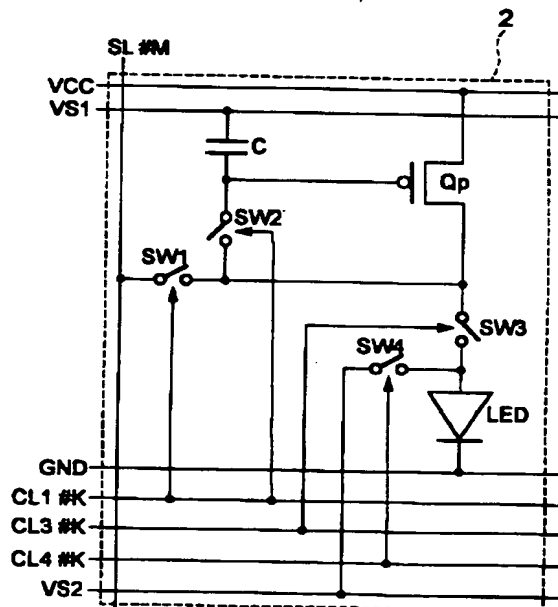 2
SL #M
VCC
VS1
C
Qp
SW2
SW1
SW3
SW4
LED
GND
CL1 #K
CL3 #K
CL4 #K
VS2